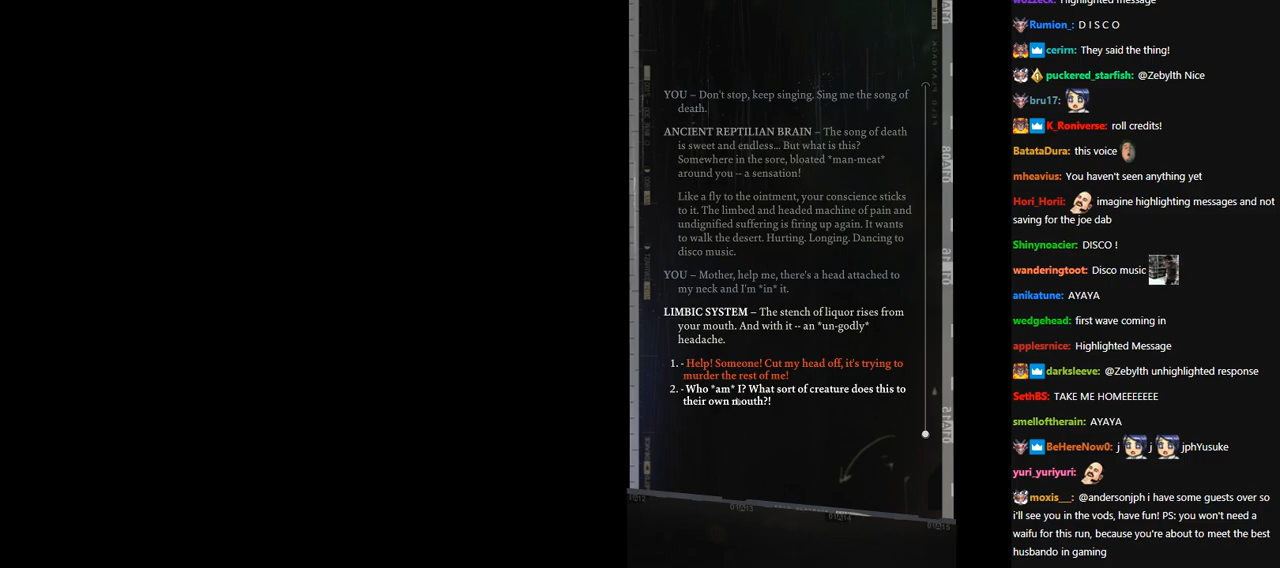 YOU – Don't stop, keep singing. Sing me the song of
death.
ANCIENT REPTILIAN BRAIN – The song of death
is sweet and endless... But what is this?
Somewhere in the sore, bloated *man-meat*
around you -- a sensation!
Like a fly to the ointment, your conscience sticks
to it. The limbed and headed machine of pain and
undignified suffering is firing up again. It wants
to walk the desert. Hurting. Longing. Dancing to
disco music.
YOU – Mother, help me, there's a head attached to
my neck and I'm *in* it.
LIMBIC SYSTEM – The stench of liquor rises from
your mouth. And with it -- an *un-godly*
headache.
1. - Help! Someone! Cut my head off, it's trying to
murder the rest of me!
2. - Who *am* I? What sort of creature does this to
their own mouth?!
wozzeck: Highlighted message
Rumion_: D I S C O
cerirn: They said the thing!
puckered_starfish: @Zebylth Nice
bru17:
K_Roniverse: roll credits!
BatataDura: this voice
mheavius: You haven't seen anything yet
Hori_Horii: imagine highlighting messages and not
saving for the joe dab
Shinynoacier: DISCO !
wanderingtoot: Disco music
anikatune: AYAYA
wedgehead: first wave coming in
applesrnice: Highlighted Message
darksleeve: @Zebylth unhighlighted response
SethBS: TAKE ME HOMEEEEEEE
smelloftherain: AYAYA
BeHereNow0: j j jphYusuke
yuri_yuriyuri:
moxis__: @andersonjph i have some guests over so
i'll see you in the vods, have fun! PS: you won't need a
waifu for this run, because you're about to meet the best
husbando in gaming